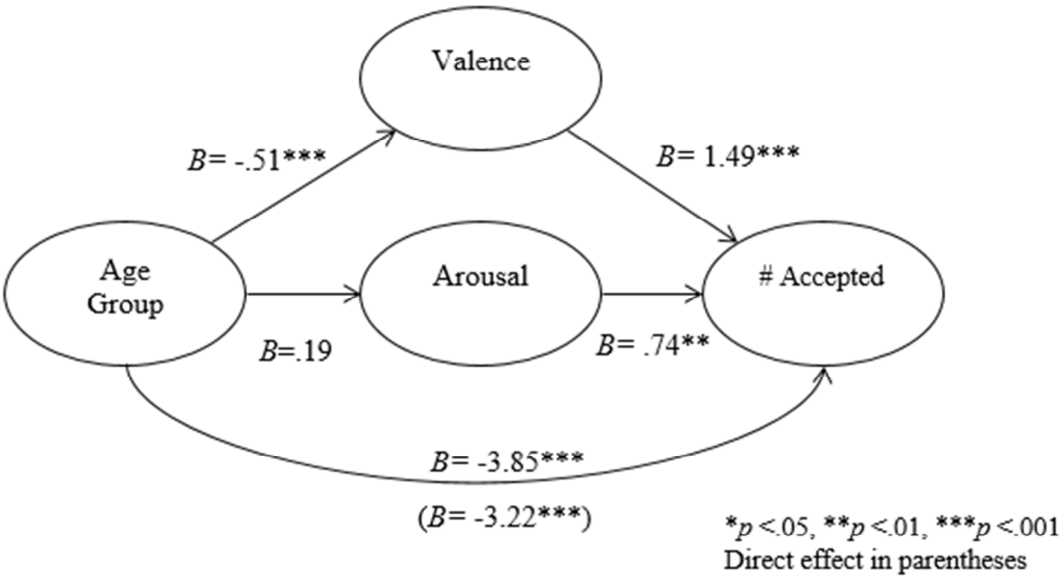 Valence
B= -.51***
B= 1.49***
Age
Group
Arousal
# Accepted
B=.19
B= .74**
B= -3.85***
(B= -3.22***)
*p <.05, **p <.01, ***p <.001
Direct effect in parentheses